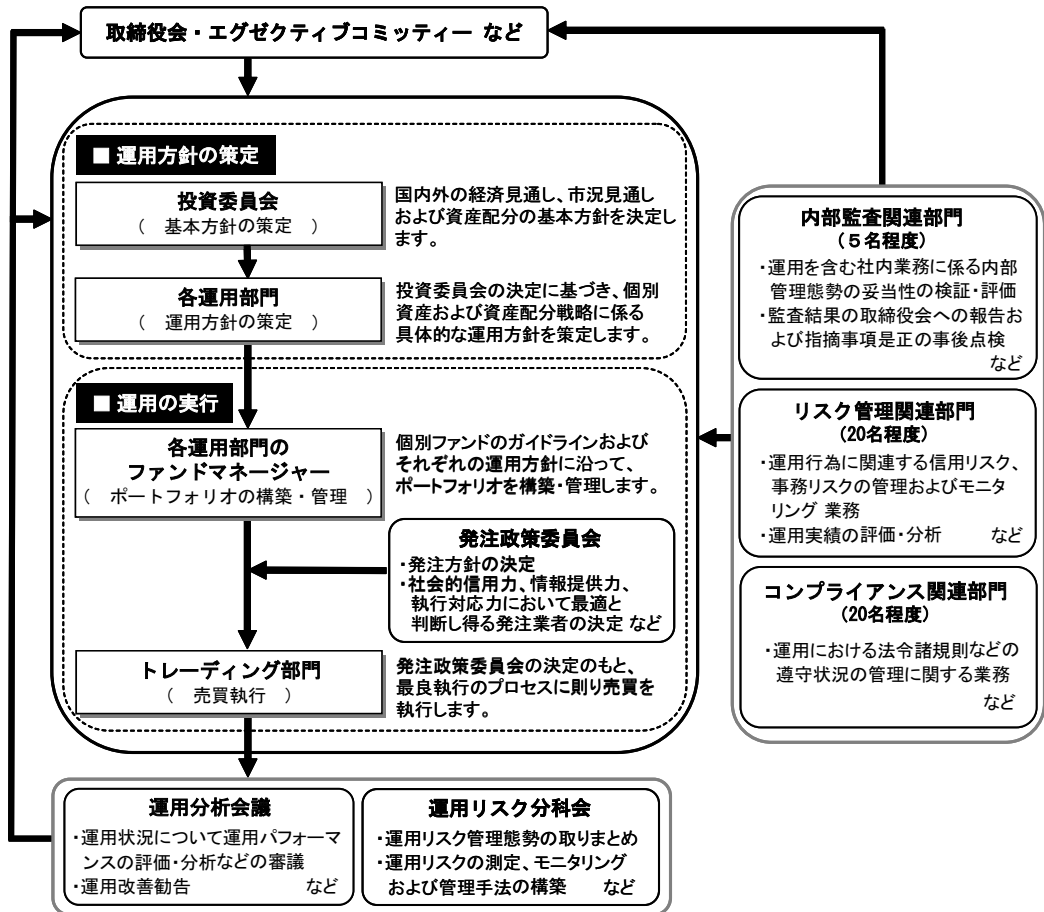 取締役会・エグゼクティブコミッティー など
■ 運用方針の策定
投資委員会
（　基本方針の策定　）
国内外の経済見通し、市況見通し
および資産配分の基本方針を決定し
ます。
各運用部門
（　運用方針の策定　）
投資委員会の決定に基づき、個別
資産および資産配分戦略に係る
具体的な運用方針を策定します。
■ 運用の実行
各運用部門の
ファンドマネージャー
（　ポートフォリオの構築・管理　）
個別ファンドのガイドラインおよび
それぞれの運用方針に沿って、
ポートフォリオを構築・管理します。
発注政策委員会
・発注方針の決定
・社会的信用力、情報提供力、
執行対応力において最適と
判断し得る発注業者の決定 など
トレーディング部門
（　売買執行　）
発注政策委員会の決定のもと、
最良執行のプロセスに則り売買を
執行します。
運用分析会議
・運用状況について運用パフォーマ
ンスの評価・分析などの審議
・運用改善勧告　など
運用リスク分科会
・運用リスク管理態勢の取りまとめ
・運用リスクの測定、モニタリング
および管理手法の構築　など
内部監査関連部門
（５名程度）
・運用を含む社内業務に係る内部
管理態勢の妥当性の検証・評価
・監査結果の取締役会への報告お
よび指摘事項是正の事後点検
など
リスク管理関連部門
（20名程度）
・運用行為に関連する信用リスク、
事務リスクの管理およびモニタ
リング 業務
・運用実績の評価・分析　など
コンプライアンス関連部門
（20名程度）
・運用における法令諸規則などの
遵守状況の管理に関する業務
など